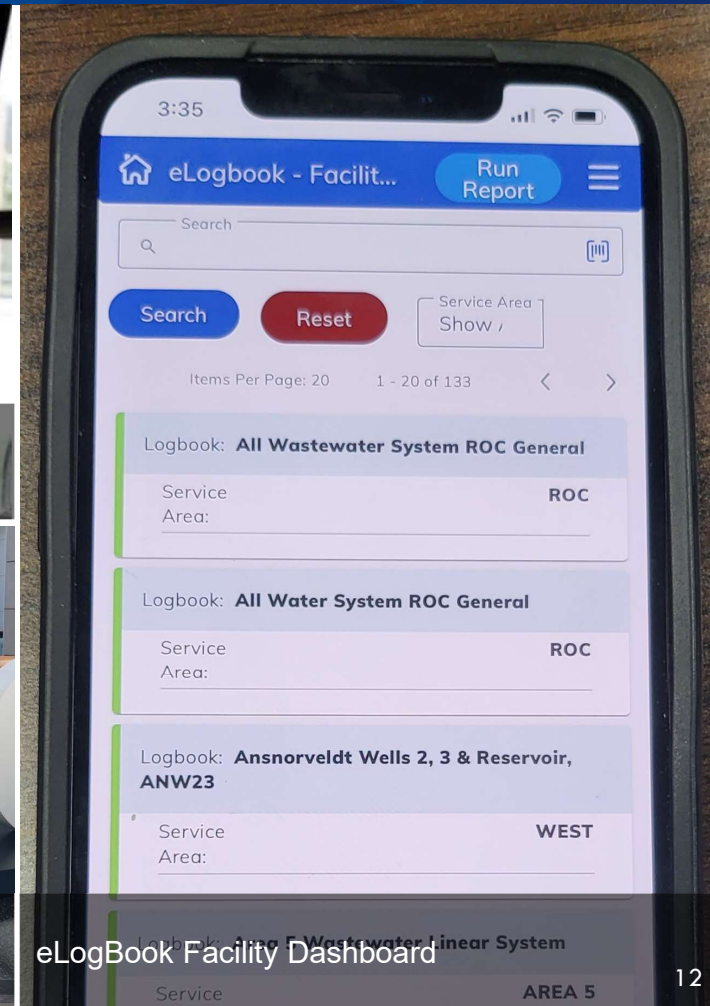 3:35
eLogbook - Facilit...
Run
Report
Search
Search
Reset
Service Area
Show
Items Per Page: 20
1 - 20 of 133
Logbook: All Wastewater System ROC General
Service
Area:
ROC
Logbook: All Water System ROC General
Service
Area:
ROC
Logbook: Ansnorveldt Wells 2, 3 & Reservoir,
ANW23
Service
Area:
WEST
Logbook: Area 5 Wastewater Linear System
eLogBook Facility Dashboard
Service
AREA 5
12